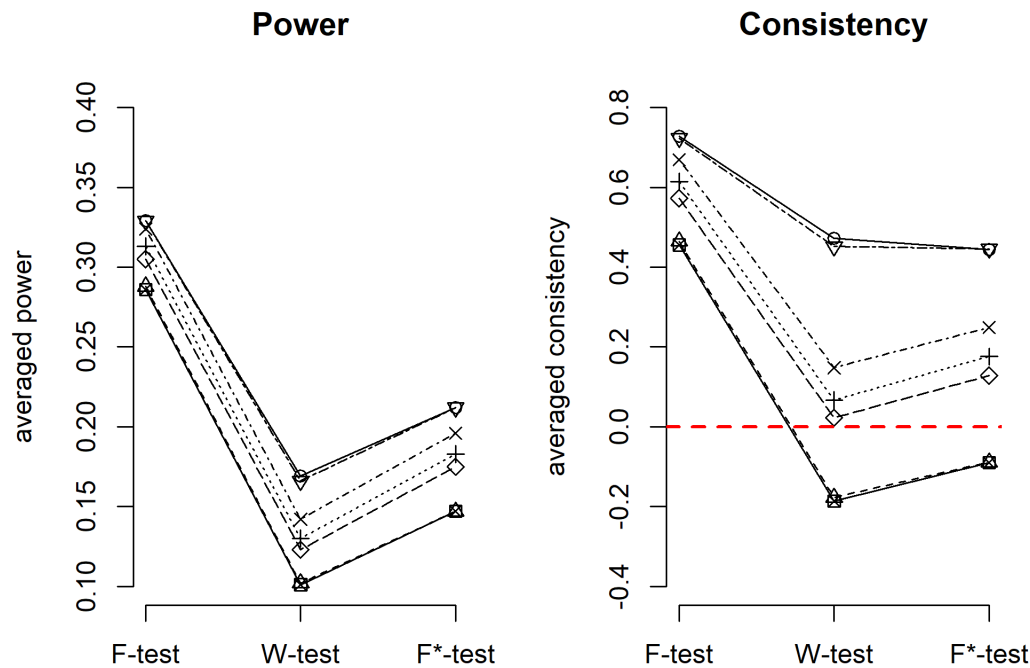 Power
averaged power
0.40
0.35
0.30
0.25
0.20
0.15
0.10
F-test W-test F*-test
Consistency
averaged consistency
0.8
0.6
0.4
0.2
0.0
-0.2
-0.4
F-test W-test F*-test